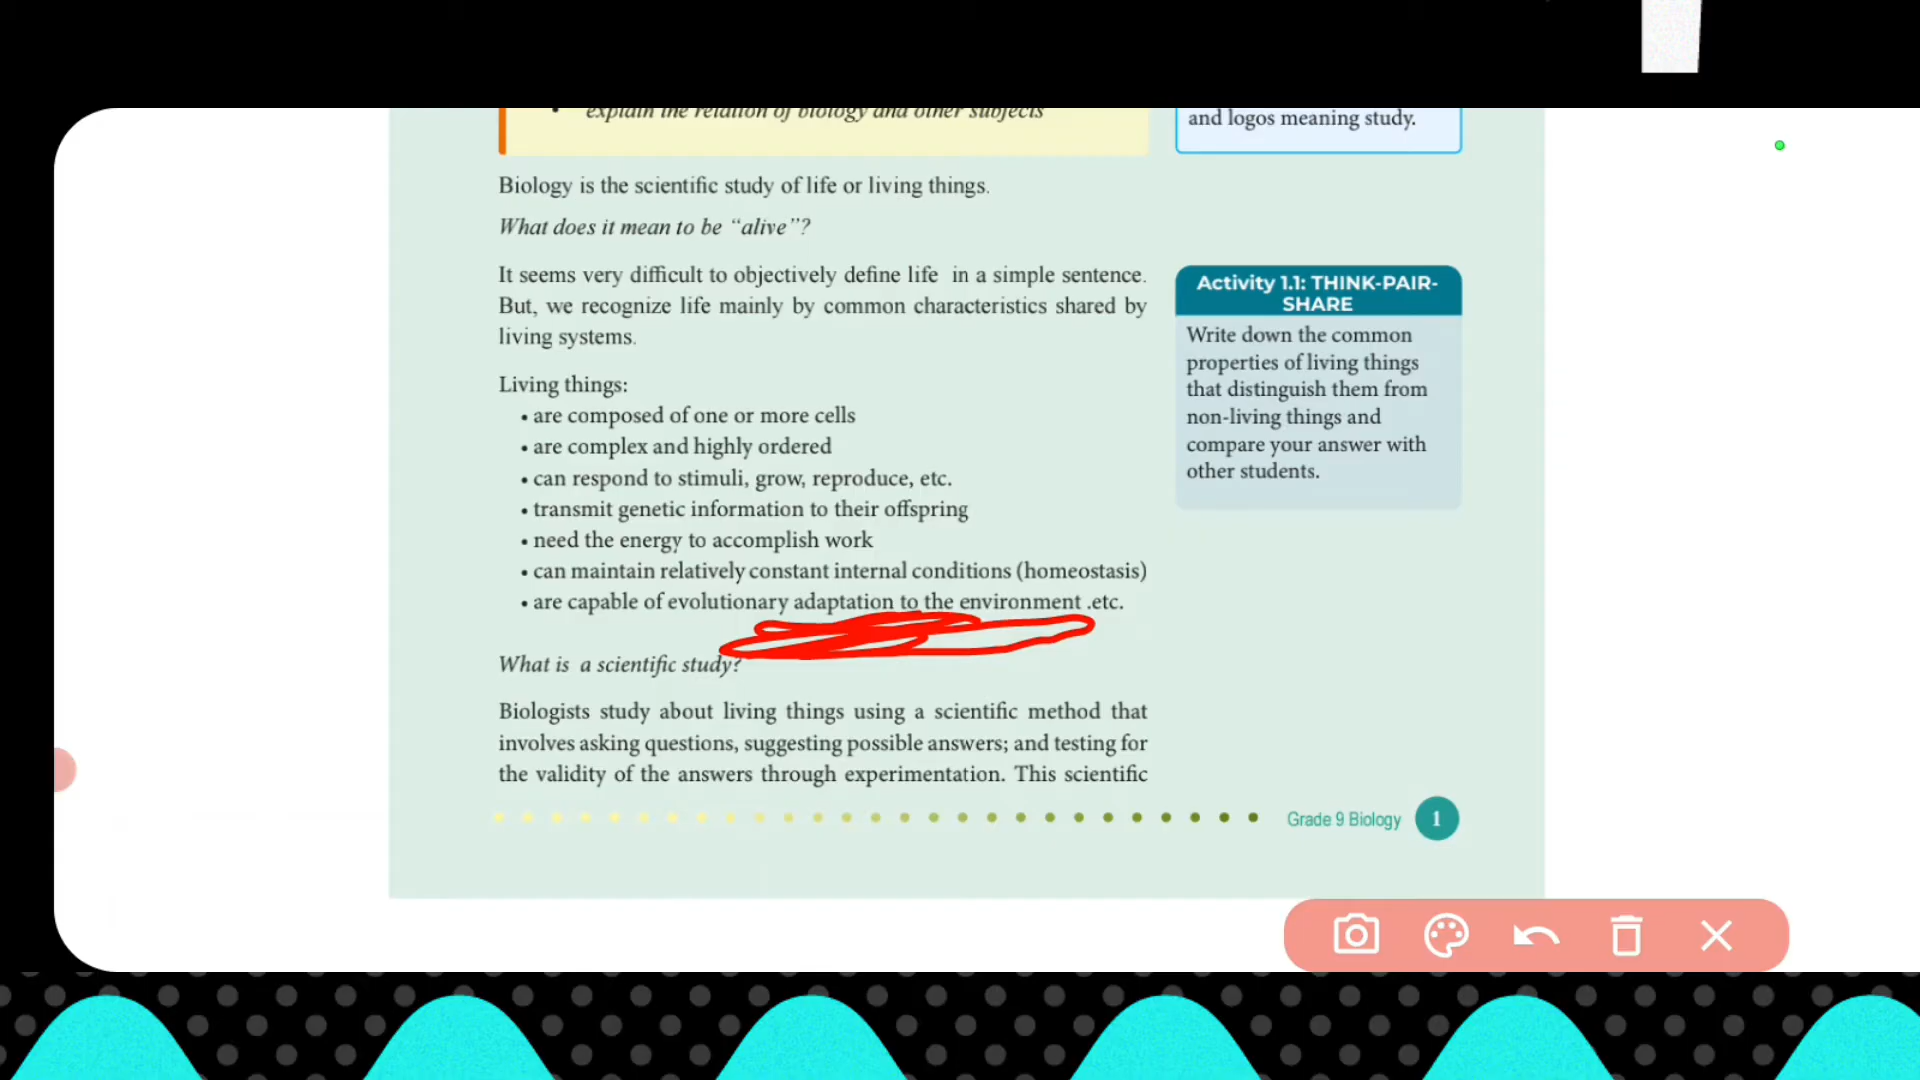 • explain the relation of biology and other subjects
and logos meaning study.
Biology is the scientific study of life or living things.
What does it mean to be “alive”?
It seems very difficult to objectively define life in a simple sentence.
But, we recognize life mainly by common characteristics shared by
living systems.
Living things:
• are composed of one or more cells
• are complex and highly ordered
• can respond to stimuli, grow, reproduce, etc.
• transmit genetic information to their offspring
• need the energy to accomplish work
• can maintain relatively constant internal conditions (homeostasis)
• are capable of evolutionary adaptation to the environment .etc.
What is a scientific study?
Biologists study about living things using a scientific method that
involves asking questions, suggesting possible answers; and testing for
the validity of the answers through experimentation. This scientific
Activity 1.1: THINK-PAIR-
SHARE
Write down the common
properties of living things
that distinguish them from
non-living things and
compare your answer with
other students.
Grade 9 Biology 1